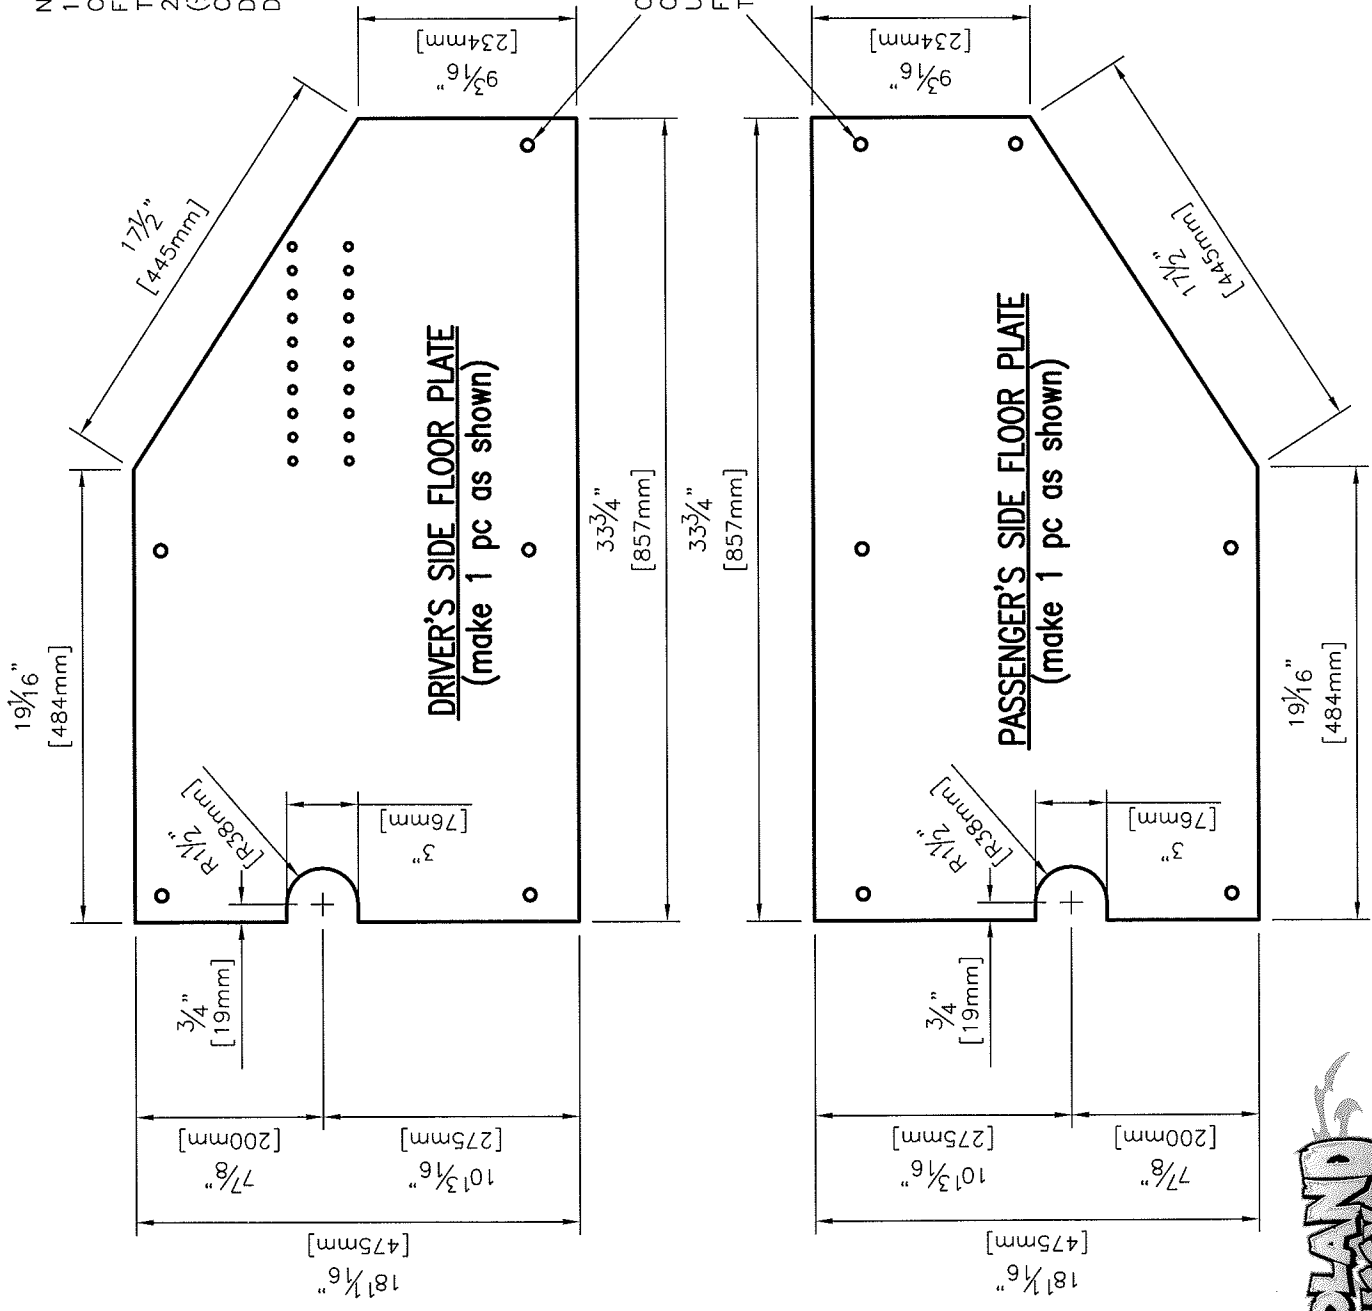 N
1
O
F
T
2
(
O
D
D
C
O
U
F
T
17½"
[445mm]
9³⁄₁₆"
[234mm]
19¹⁄₁₆"
[484mm]
R1½"
[R38mm]
3"
[76mm]
¾"
[19mm]
7⅞"
[200mm]
10¹³⁄₁₆"
[275mm]
18¹¹⁄₁₆"
[475mm]
DRIVER'S SIDE FLOOR PLATE
(make 1 pc as shown)
33¾"
[857mm]
33¾"
[857mm]
9³⁄₁₆"
[234mm]
PASSENGER'S SIDE FLOOR PLATE
(make 1 pc as shown)
17½"
[445mm]
R1½"
[R38mm]
3"
[76mm]
¾"
[19mm]
10¹³⁄₁₆"
[275mm]
7⅞"
[200mm]
18¹¹⁄₁₆"
[475mm]
19¹⁄₁₆"
[484mm]